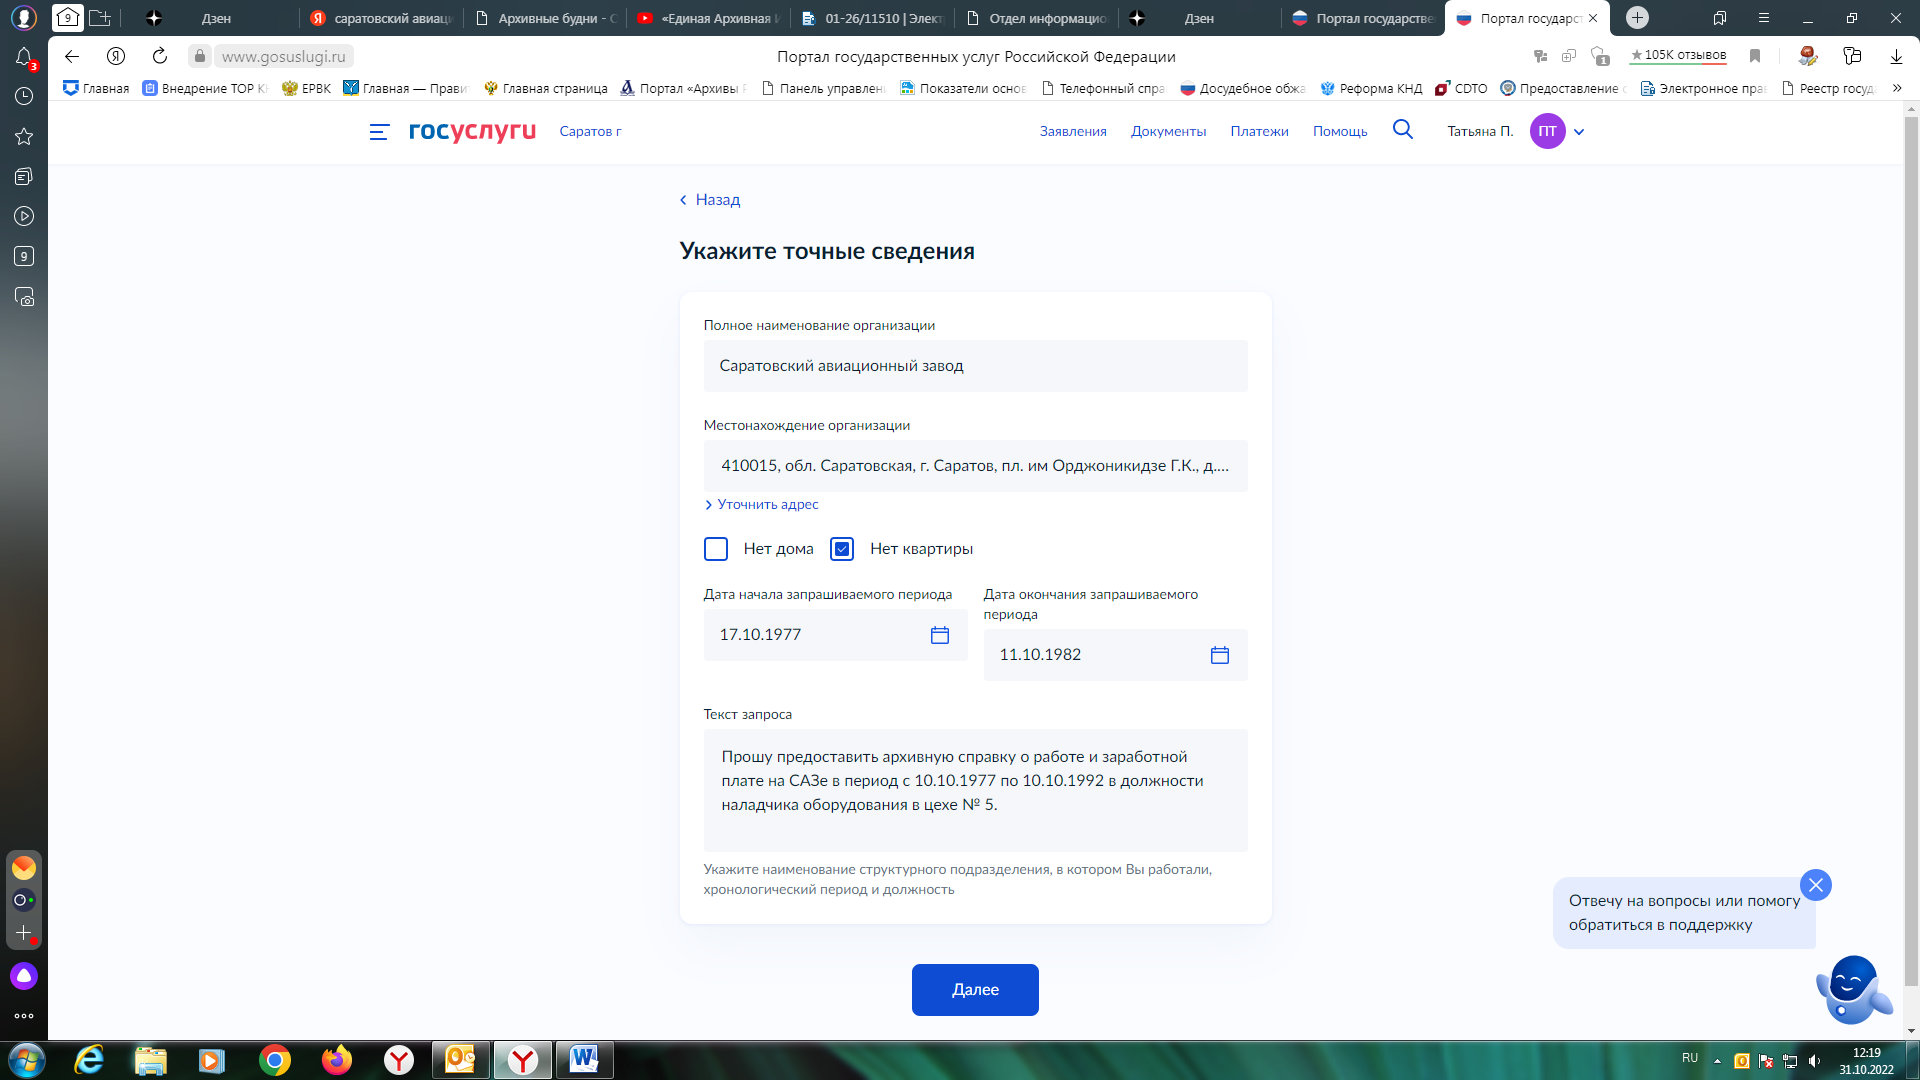 Дзен
саратовский авиац
Архивные будни - С
«Единая Архивная И
01-26/11510 | Элект
Отдел информацио
Дзен
Портал государстве
Портал государст
www.gosuslugi.ru
Портал государственных услуг Российской Федерации
★105K отзывов
Главная
Внедрение ТОР К
ЕРВК
Главная — Прави
Главная страница
Портал «Архивы
Панель управлен
Показатели осно
Телефонный спра
Досудебное обжа
Реформа КНД
CDTO
Предоставление
Электронное пра
Реестр госуд
»
госуслуги
Саратов г
Заявления
Документы
Платежи
Помощь
Татьяна П.
ПТ
Назад
Укажите точные сведения
Полное наименование организации
Саратовский авиационный завод
Местонахождение организации
410015, обл. Саратовская, г. Саратов, пл. им Орджоникидзе Г.К., д....
Уточнить адрес
Нет дома
Нет квартиры
Дата начала запрашиваемого периода
17.10.1977
Дата окончания запрашиваемого
периода
11.10.1982
Текст запроса
Прошу предоставить архивную справку о работе и заработной
плате на САЗе в период с 10.10.1977 по 10.10.1992 в должности
наладчика оборудования в цехе № 5.
Укажите наименование структурного подразделения, в котором Вы работали,
хронологический период и должность
Отвечу на вопросы или помогу
обратиться в поддержку
Далее
RU
12:19
31.10.2022